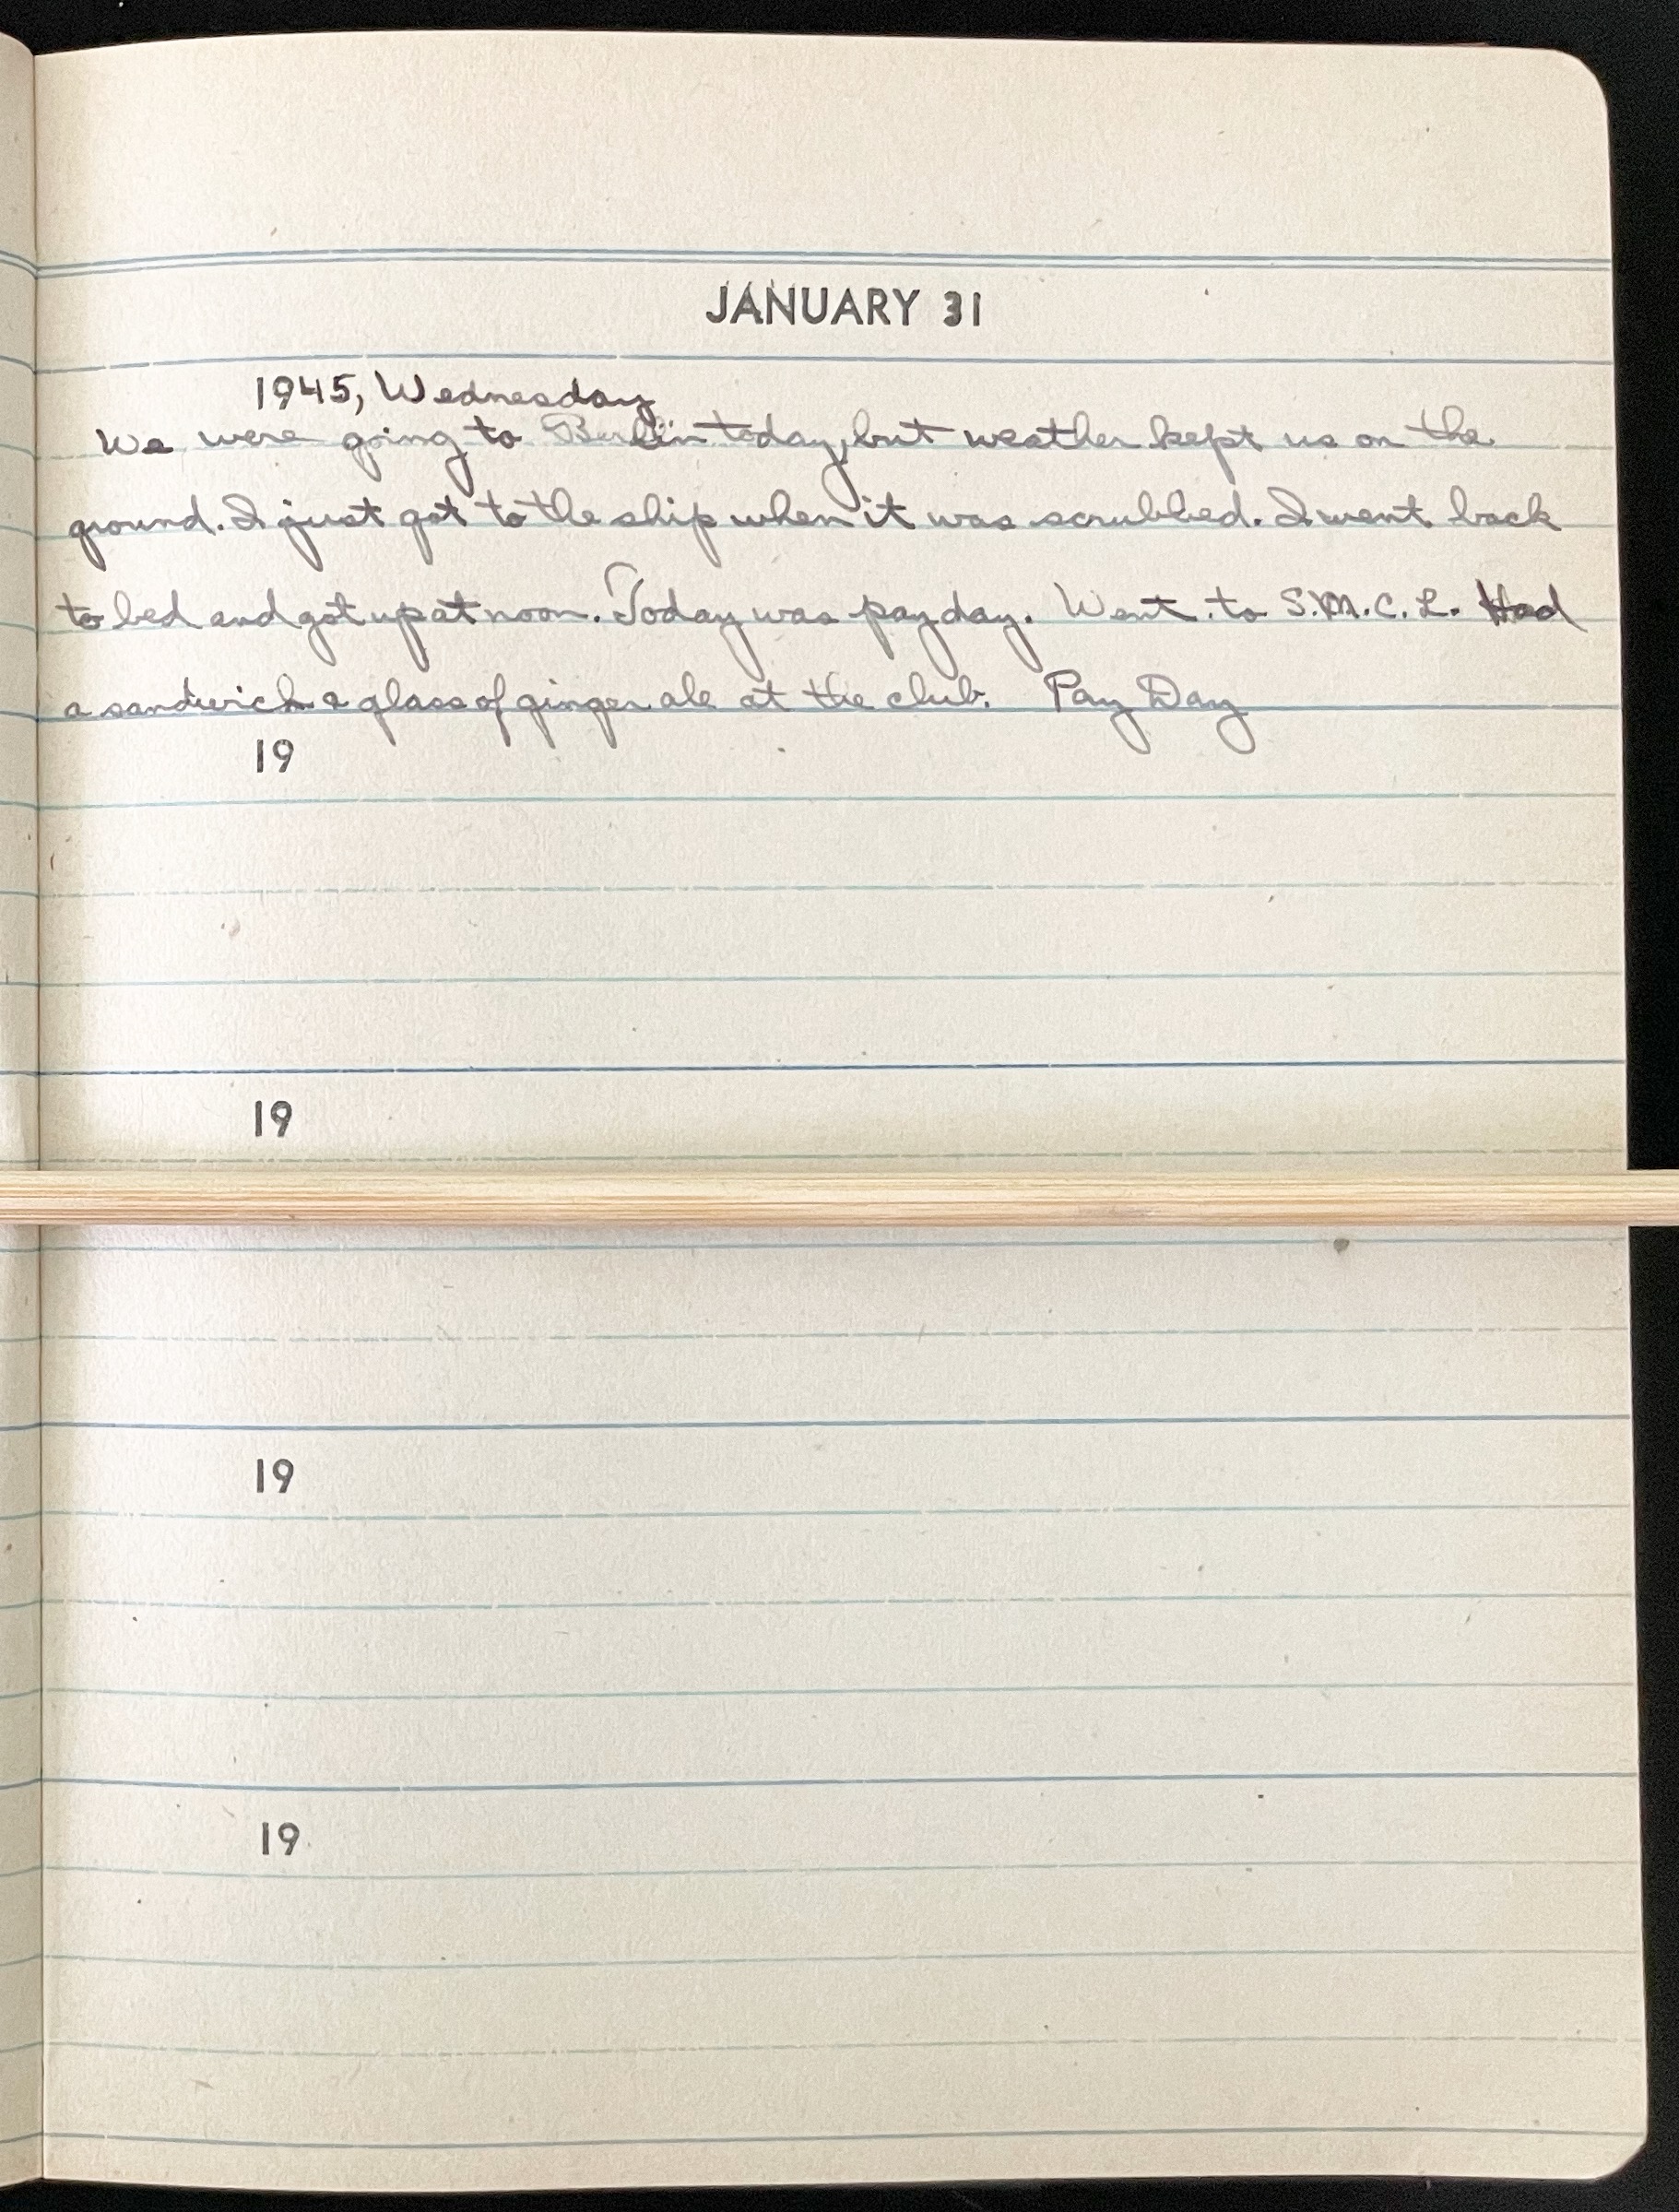 JANUARY 31
1945, Wednesday
We were going to Berlin today, but weather kept us on the
ground. I just got to the ship when it was scrubbed. I went back
to bed and got up at noon. Today was pay day. Went to S.M.C.L. Had
a sandwich & glass of ginger ale at the club. Pay Day
19
19
19
19